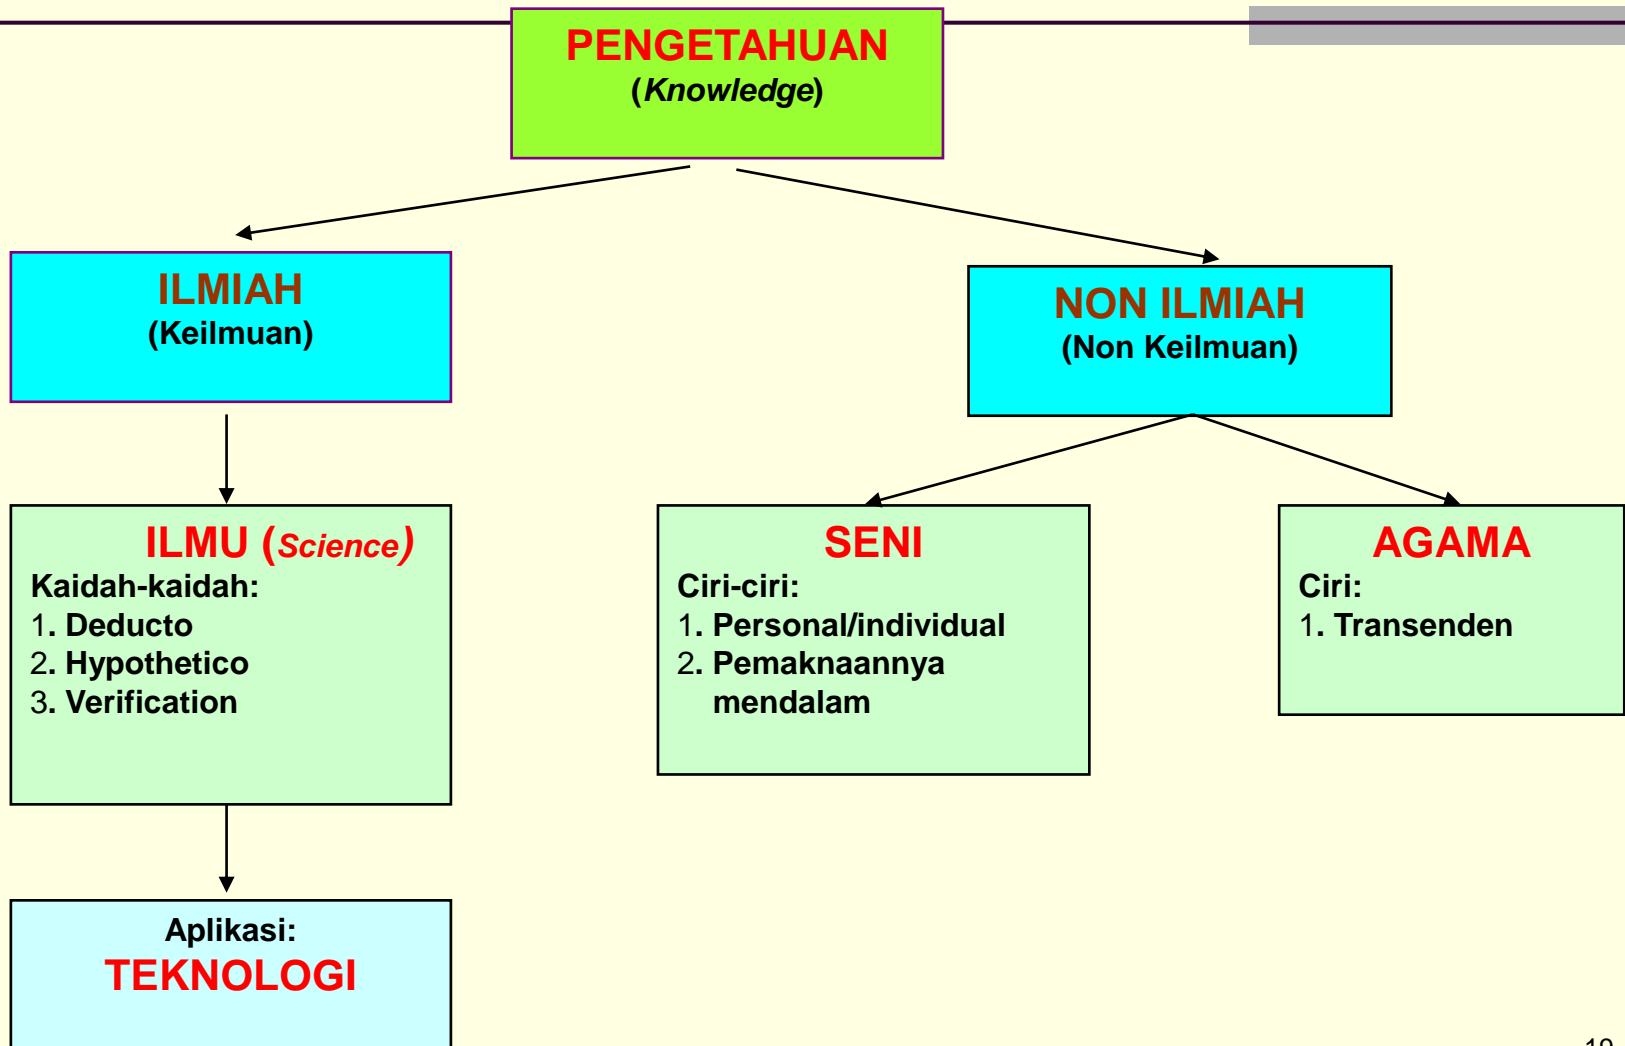 PENGETAHUAN
(Knowledge)
ILMIAH
(Keilmuan)
NON ILMIAH
(Non Keilmuan)
ILMU (Science)
Kaidah-kaidah:
1. Deducto
2. Hypothetico
3. Verification
SENI
Ciri-ciri:
1. Personal/individual
2. Pemaknaannya
mendalam
AGAMA
Ciri:
1. Transenden
Aplikasi:
TEKNOLOGI